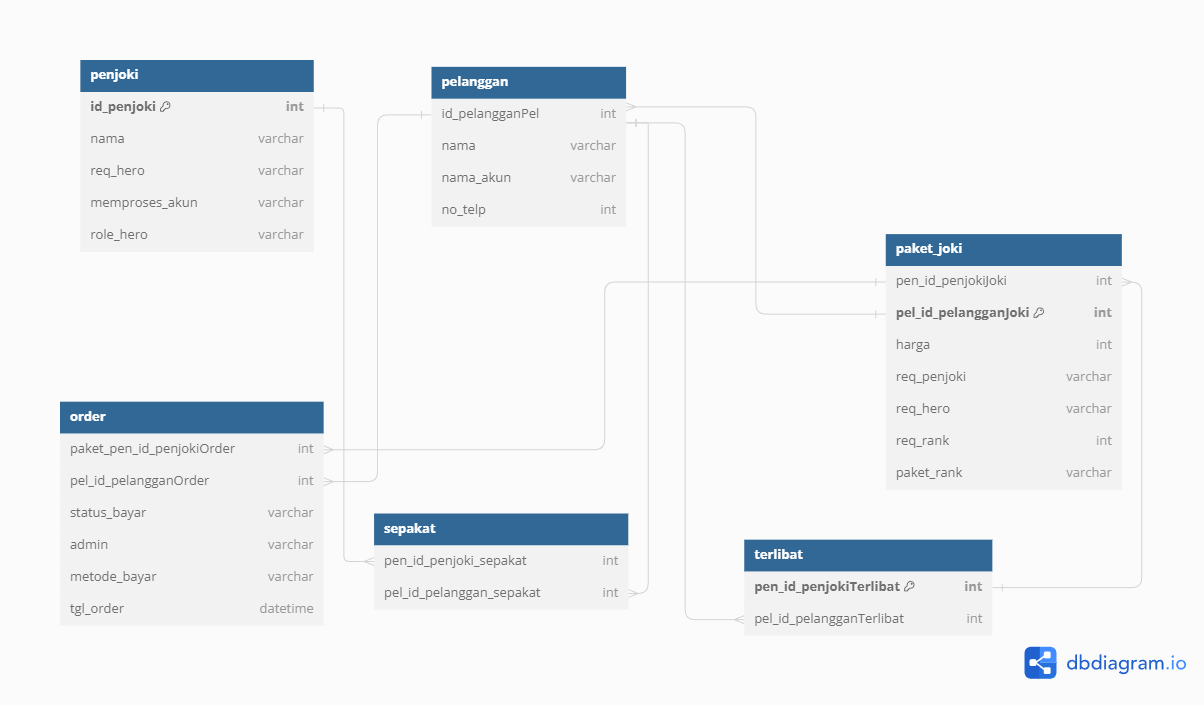 penjoki
id_penjoki int
nama varchar
req_hero varchar
memproses_akun varchar
role_hero varchar
pelanggan
id_pelangganPel int
nama varchar
nama_akun varchar
no_telp int
paket_joki
pen_id_penjokiJoki int
pel_id_pelangganJoki int
harga int
req_penjoki varchar
req_hero varchar
req_rank int
paket_rank varchar
order
paket_pen_id_penjokiOrder int
pel_id_pelangganOrder int
status_bayar varchar
admin varchar
metode_bayar varchar
tgl_order datetime
sepakat
pen_id_penjoki_sepakat int
pel_id_pelanggan_sepakat int
terlibat
pen_id_penjokiTerlibat int
pel_id_pelangganTerlibat int
dbdiagram.io